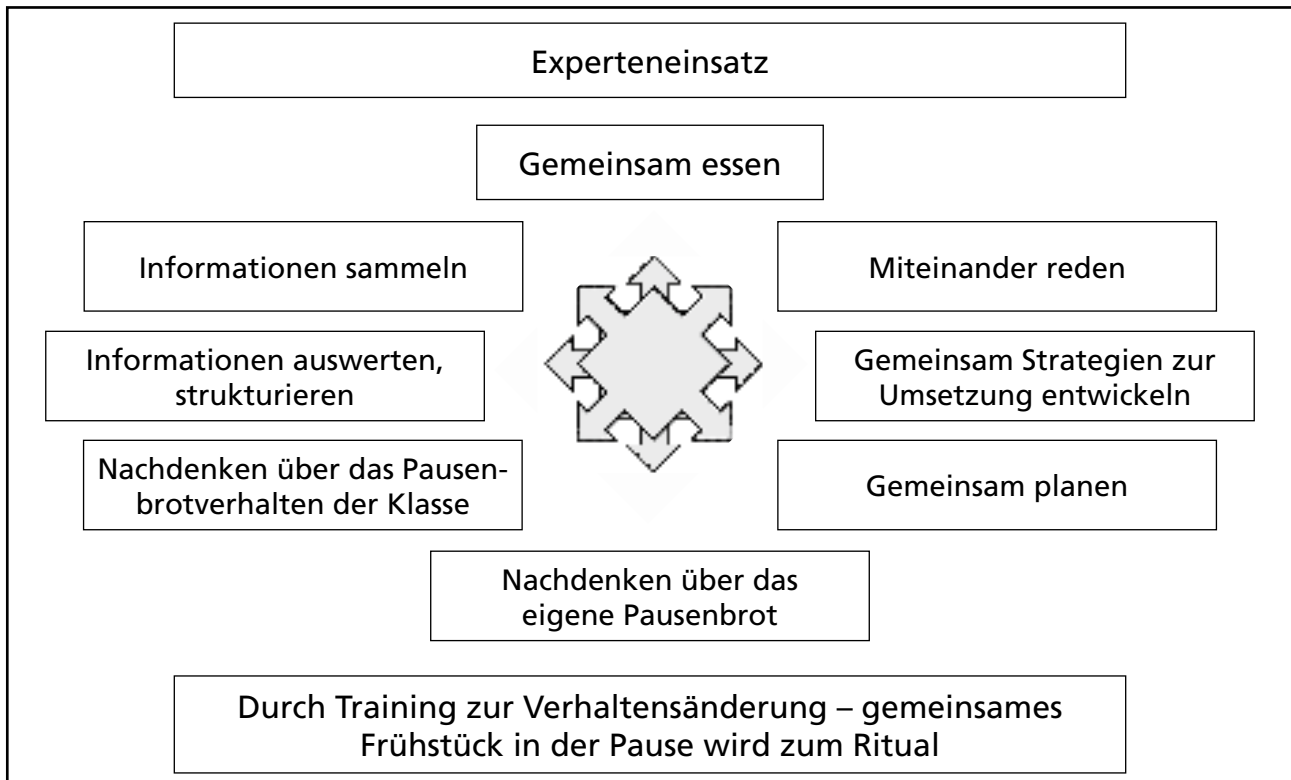 Experteneinsatz
Gemeinsam essen
Informationen sammeln
Miteinander reden
Informationen auswerten,
strukturieren
Gemeinsam Strategien zur
Umsetzung entwickeln
Nachdenken über das Pausen-
brotverhalten der Klasse
Gemeinsam planen
Nachdenken über das
eigene Pausenbrot
Durch Training zur Verhaltensänderung – gemeinsames
Frühstück in der Pause wird zum Ritual